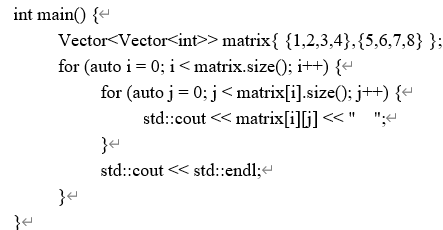 int main() {↵
Vector<Vector<int>> matrix{ {1,2,3,4},{5,6,7,8} };
for (auto i = 0; i < matrix.size(); i++) {↵
for (auto j = 0; j < matrix[i].size(); j++) {↵
std::cout << matrix[i][j] << "    ";↵
}↵
std::cout << std::endl;↵
}↵
}↵